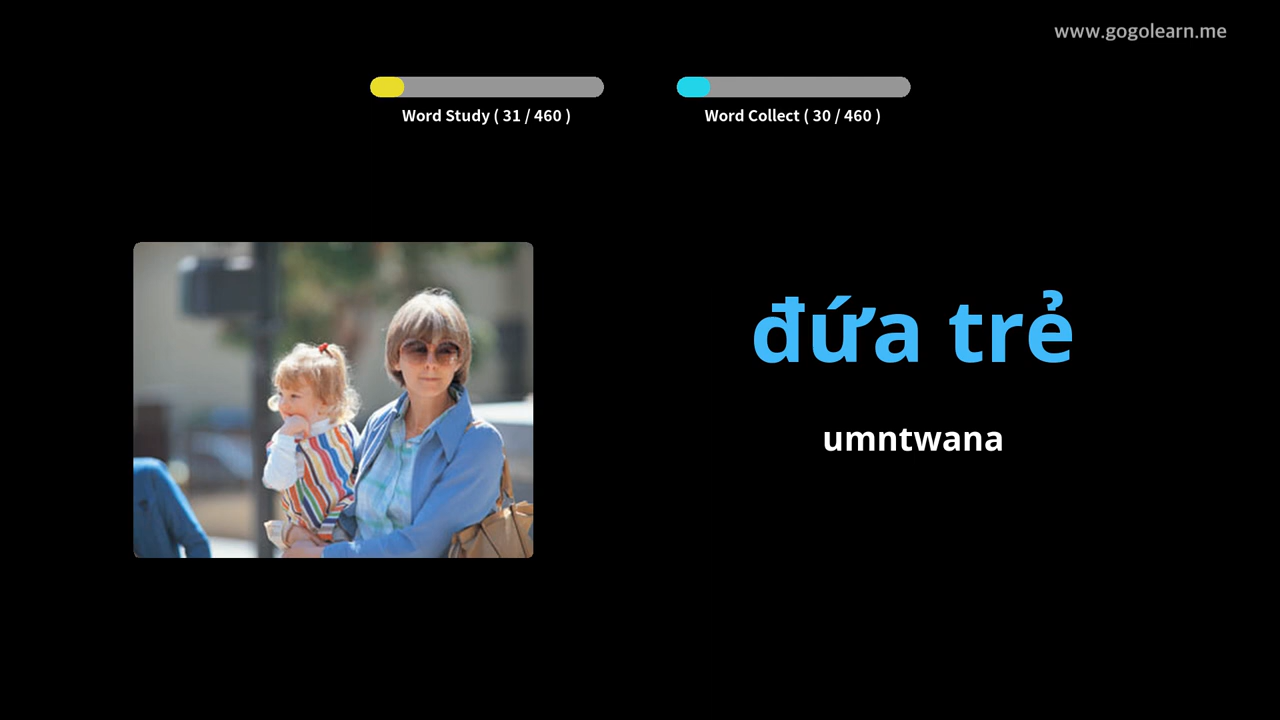 www.gogolearn.me
Word Study ( 31 / 460 )
Word Collect ( 30 / 460 )
đứa trẻ
umntwana